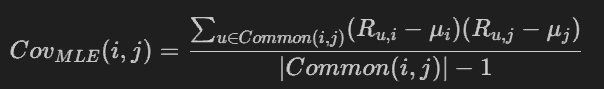 $Cov_{MLE}(i, j) = \frac{\sum_{u \in Common(i,j)} (R_{u,i} - \mu_i)(R_{u,j} - \mu_j)}{|Common(i, j)| - 1}$